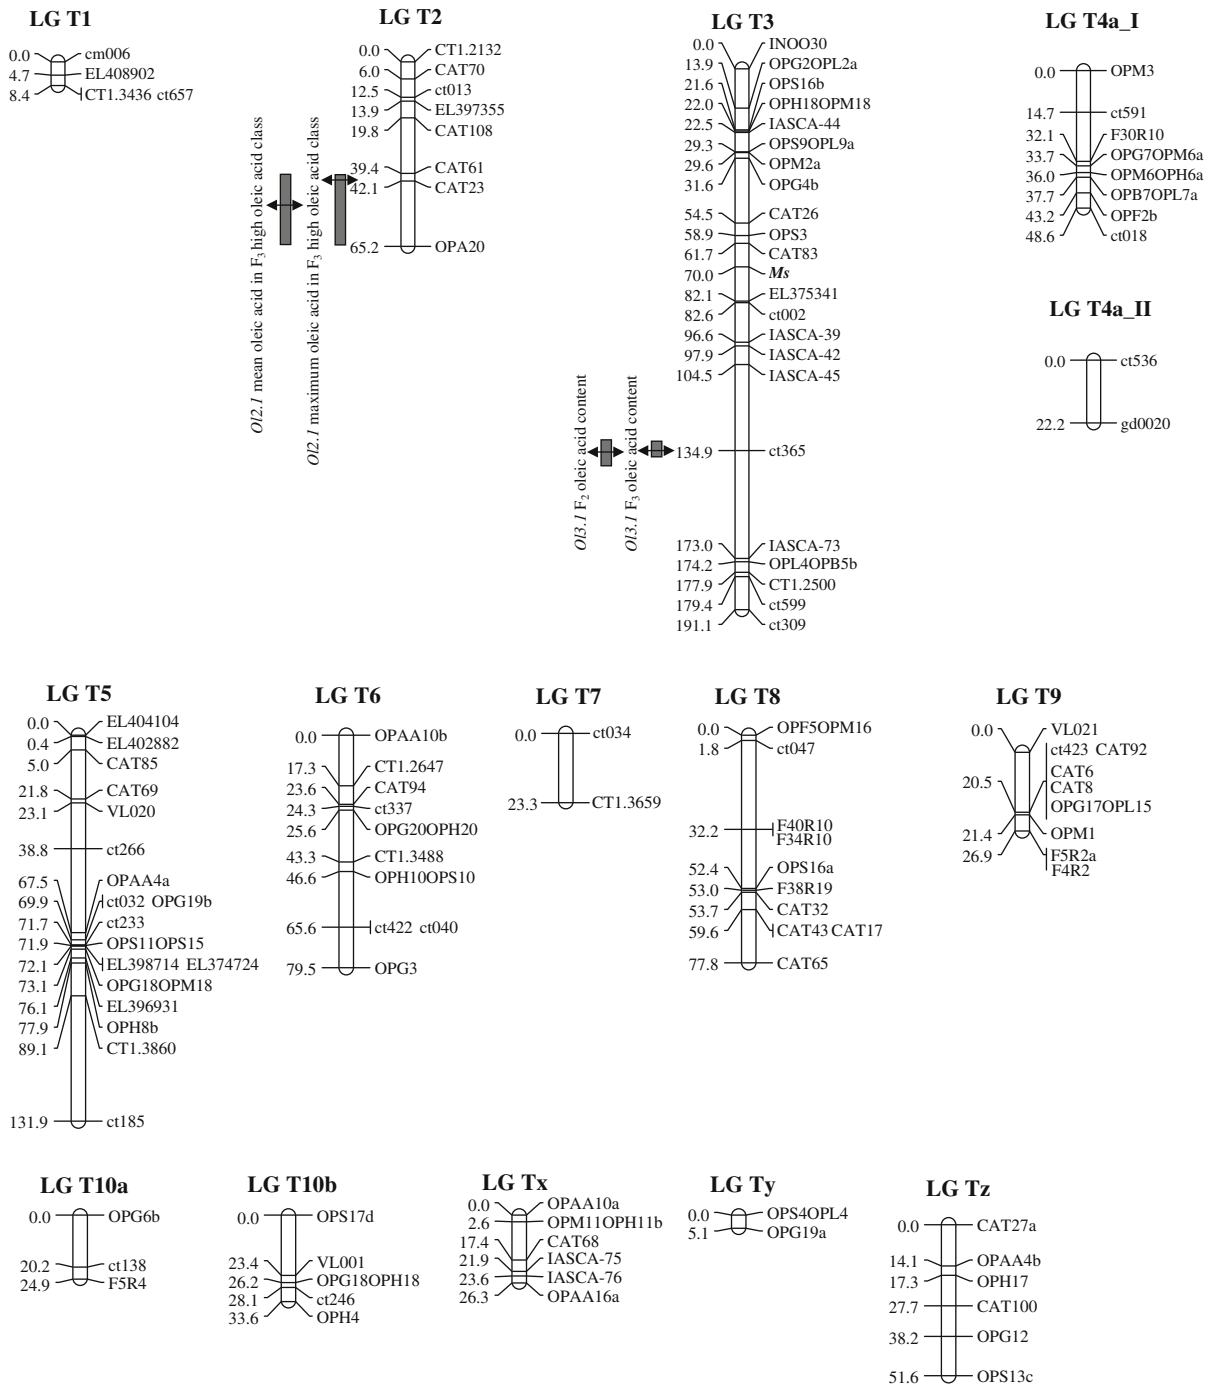 LG T1
0.0 cm006
4.7 EL408902
8.4 CT1.3436 ct657
LG T2
0.0 CT1.2132
6.0 CAT70
12.5 ct013
13.9 EL397355
19.8 CAT108
39.4 CAT61
42.1 CAT23
65.2 OPA20
Ol2.1 mean oleic acid in F3 high oleic acid class
Ol2.1 maximum oleic acid in F3 high oleic acid class
LG T3
0.0 INOO30
13.9 OPG2OPL2a
21.6 OPS16b
22.0 OPH18OPM18
22.5 IASCA-44
29.3 OPS9OPL9a
29.6 OPM2a
31.6 OPG4b
54.5 CAT26
58.9 OPS3
61.7 CAT83
70.0 Ms
82.1 EL375341
82.6 ct002
96.6 IASCA-39
97.9 IASCA-42
104.5 IASCA-45
134.9 ct365
173.0 IASCA-73
174.2 OPL4OPB5b
177.9 CT1.2500
179.4 ct599
191.1 ct309
Ol3.1 F2 oleic acid content
Ol3.1 F3 oleic acid content
LG T4a_I
0.0 OPM3
14.7 ct591
32.1 F30R10
33.7 OPG7OPM6a
36.0 OPM6OPH6a
37.7 OPB7OPL7a
43.2 OPF2b
48.6 ct018
LG T4a_II
0.0 ct536
22.2 gd0020
LG T5
0.0 EL404104
0.4 EL402882
5.0 CAT85
21.8 CAT69
23.1 VL020
38.8 ct266
67.5 OPAA4a
69.9 ct032 OPG19b
71.7 ct233
71.9 OPS11OPS15
72.1 EL398714 EL374724
73.1 OPG18OPM18
76.1 EL396931
77.9 OPH8b
89.1 CT1.3860
131.9 ct185
LG T6
0.0 OPAA10b
17.3 CT1.2647
23.6 CAT94
24.3 ct337
25.6 OPG20OPH20
43.3 CT1.3488
46.6 OPH10OPS10
65.6 ct422 ct040
79.5 OPG3
LG T7
0.0 ct034
23.3 CT1.3659
LG T8
0.0 OPF5OPM16
1.8 ct047
32.2 F40R10
F34R10
52.4 OPS16a
53.0 F38R19
53.7 CAT32
59.6 CAT43 CAT17
77.8 CAT65
LG T9
0.0 VL021
ct423 CAT92
CAT6
20.5 CAT8
OPG17OPL15
21.4 OPM1
26.9 F5R2a
F4R2
LG T10a
0.0 OPG6b
20.2 ct138
24.9 F5R4
LG T10b
0.0 OPS17d
23.4 VL001
26.2 OPG18OPH18
28.1 ct246
33.6 OPH4
LG Tx
0.0 OPAA10a
2.6 OPM11OPH11b
17.4 CAT68
21.9 IASCA-75
23.6 IASCA-76
26.3 OPAA16a
LG Ty
0.0 OPS4OPL4
5.1 OPG19a
LG Tz
0.0 CAT27a
14.1 OPAA4b
17.3 OPH17
27.7 CAT100
38.2 OPG12
51.6 OPS13c